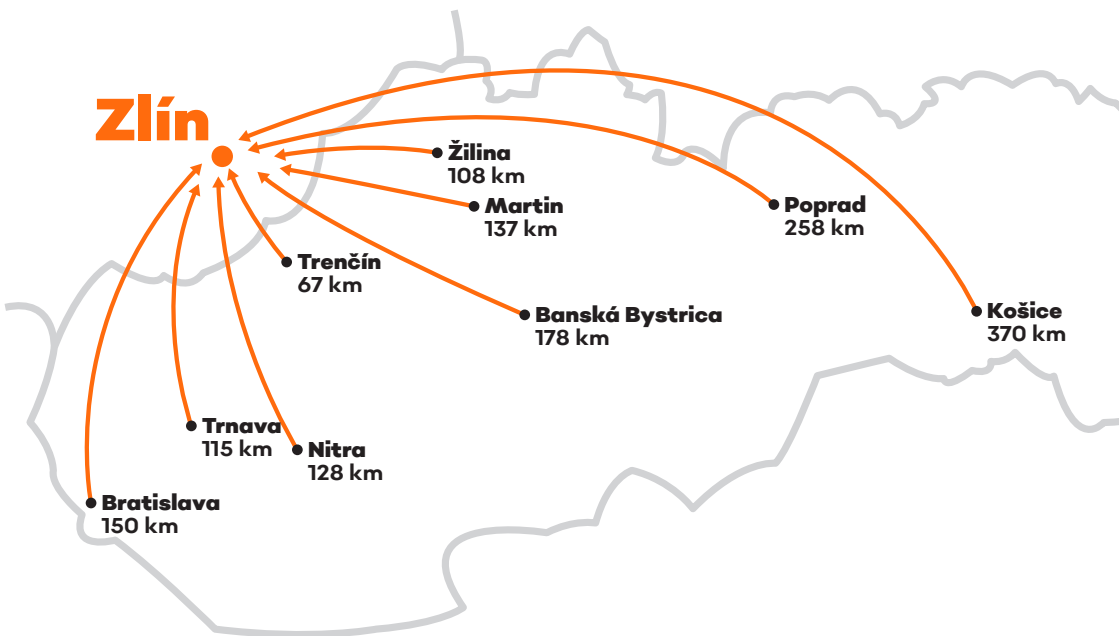 Zlín
Žilina
108 km
Martin
137 km
Poprad
258 km
Trenčín
67 km
Banská Bystrica
178 km
Košice
370 km
Trnava
115 km
Nitra
128 km
Bratislava
150 km